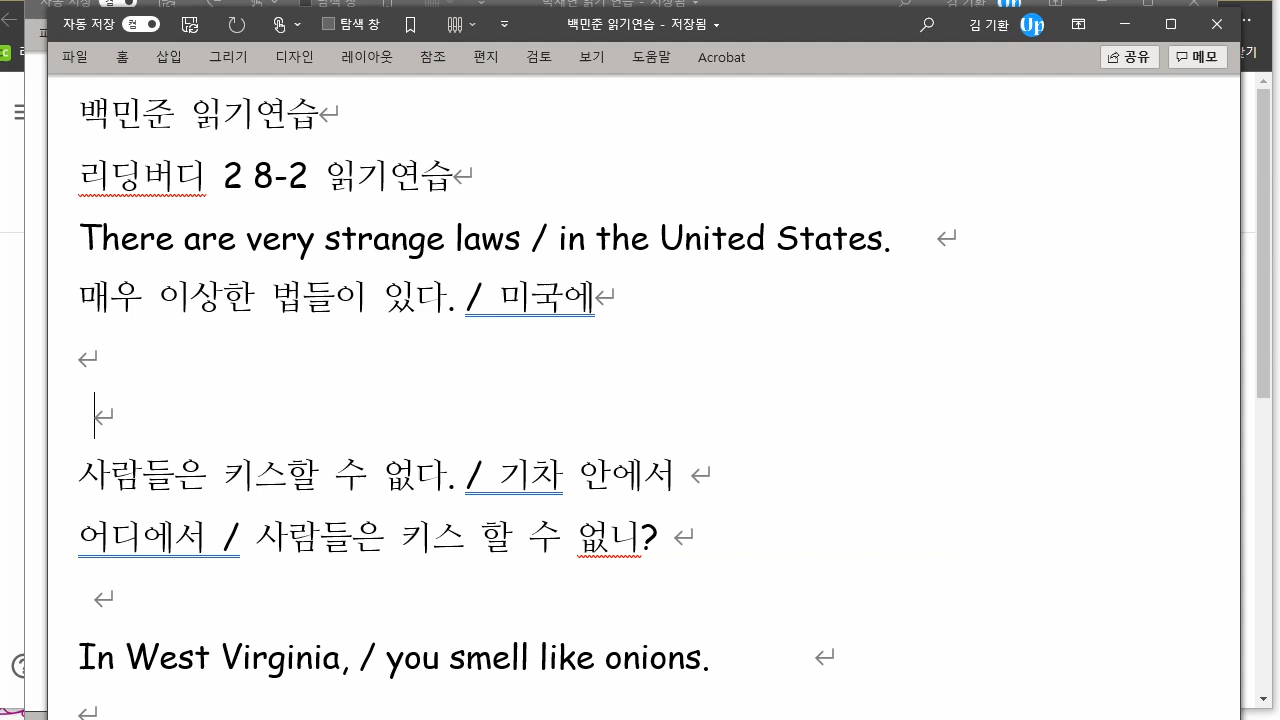 자동 저장 컴 탐색 창 백민준 읽기연습 - 저장됨 김 기환 Up
파일 홈 삽입 그리기 디자인 레이아웃 참조 편지 검토 보기 도움말 Acrobat 공유 메모
백민준 읽기연습
리딩버디 2 8-2 읽기연습
There are very strange laws / in the United States.
매우 이상한 법들이 있다. / 미국에
사람들은 키스할 수 없다. / 기차 안에서
어디에서 / 사람들은 키스 할 수 없니?
In West Virginia, / you smell like onions.